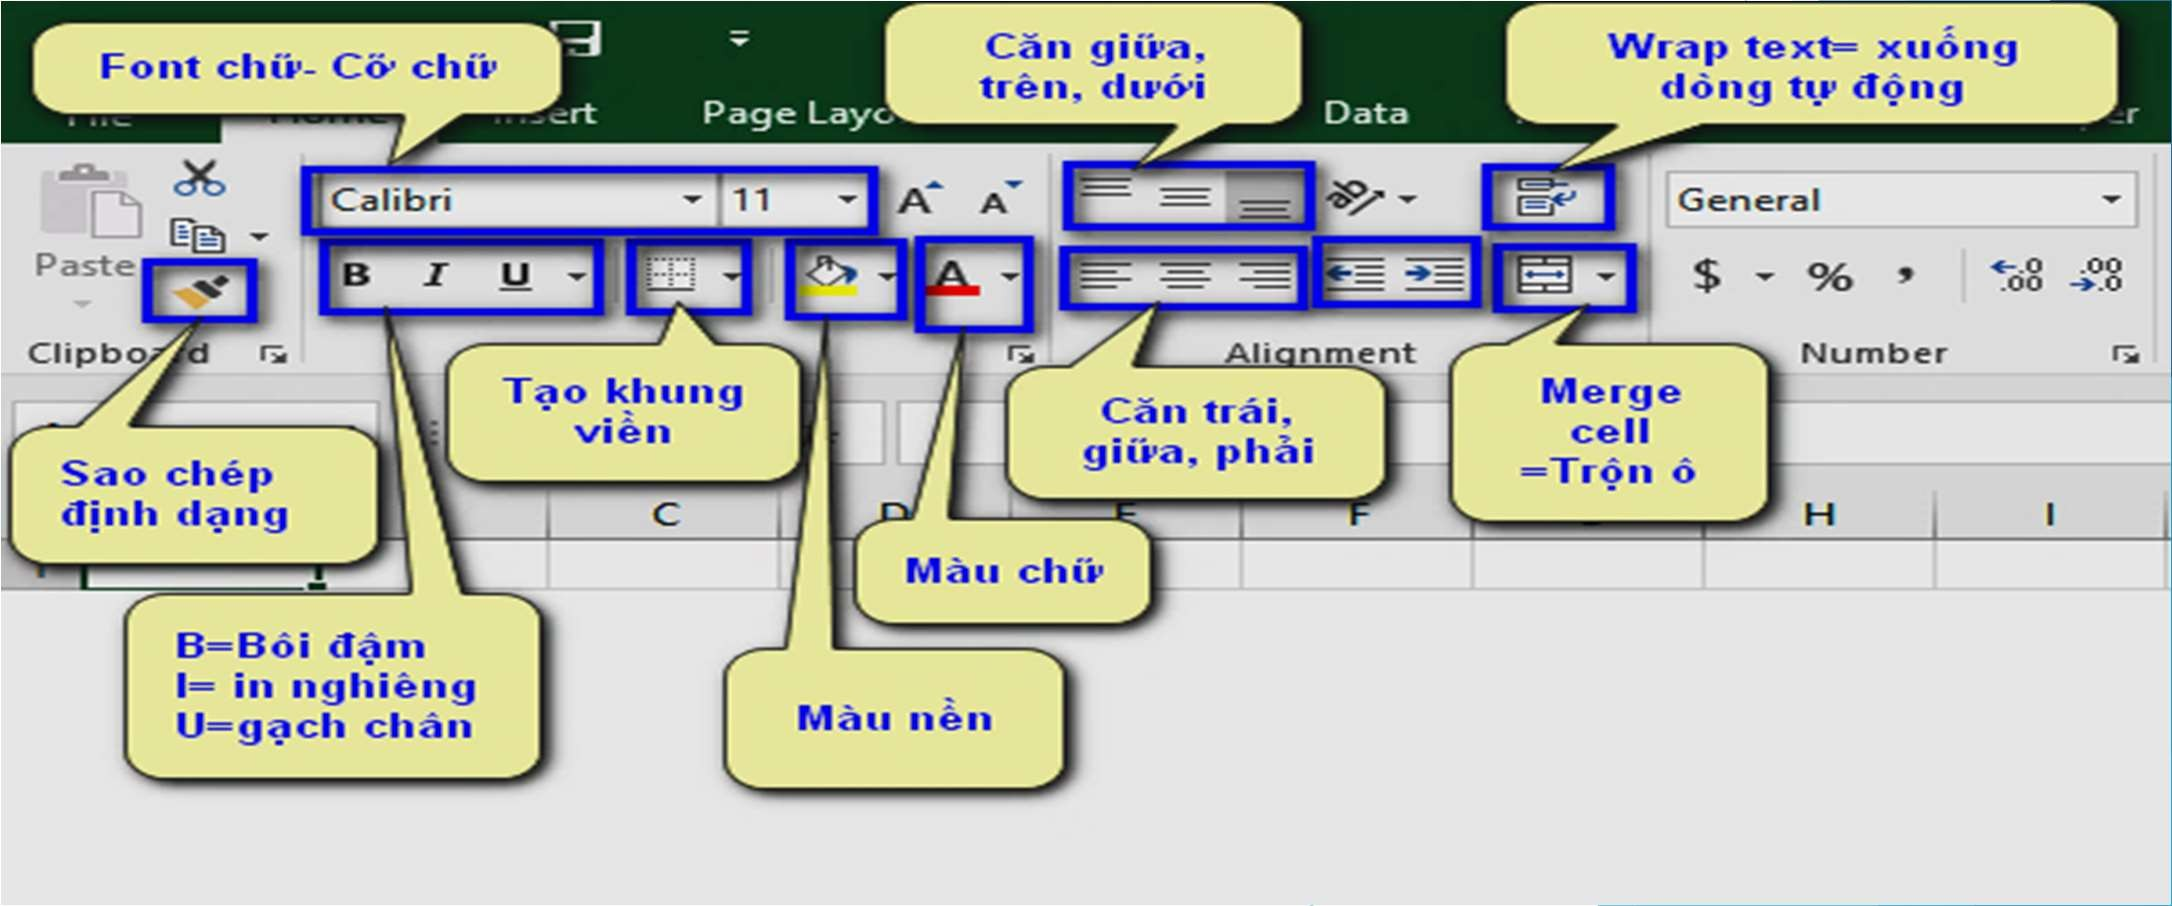 Font chữ- Cỡ chữ
Căn giữa,
trên, dưới
Wrap text= xuống
dòng tự động
Page Layo
Data
Calibri
11
General
Paste
B I U
A
$ % ,
Clipboard
Alignment
Number
Tạo khung
viền
Căn trái,
giữa, phải
Merge
cell
=Trộn ô
Sao chép
định dạng
C D E F H I
Màu chữ
B=Bôi đậm
I= in nghiêng
U=gạch chân
Màu nền